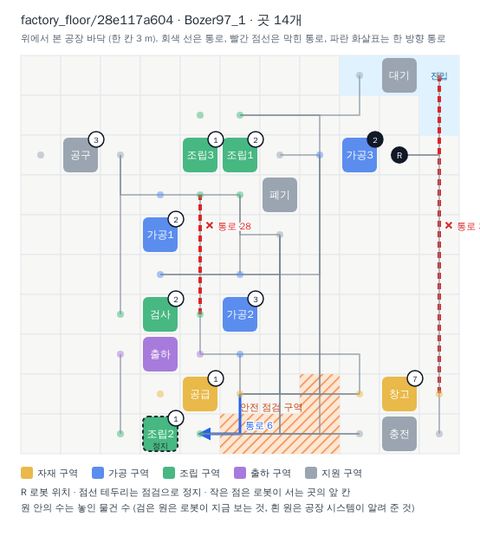 factory_floor/28e117a604 · Bozer97_1 · 곳 14개
위에서 본 공장 바닥 (한 칸 3 m). 회색 선은 통로, 빨간 점선은 막힌 통로, 파란 화살표는 한 방향 통로
대기
진입
3
1
2
2
공구
조립3
조립1
가공3
R
폐기
2
통로 28
통로
가공1
2
3
검사
가공2
출하
1
7
공급
창고
안전 점검 구역
1
통로 6
조립2
정지
충전
자재 구역
가공 구역
조립 구역
출하 구역
지원 구역
R 로봇 위치 · 점선 테두리는 점검으로 정지 · 작은 점은 로봇이 서는 곳의 앞 칸
원 안의 수는 놓인 물건 수 (검은 원은 로봇이 지금 보는 것, 흰 원은 공장 시스템이 알려 준 것)